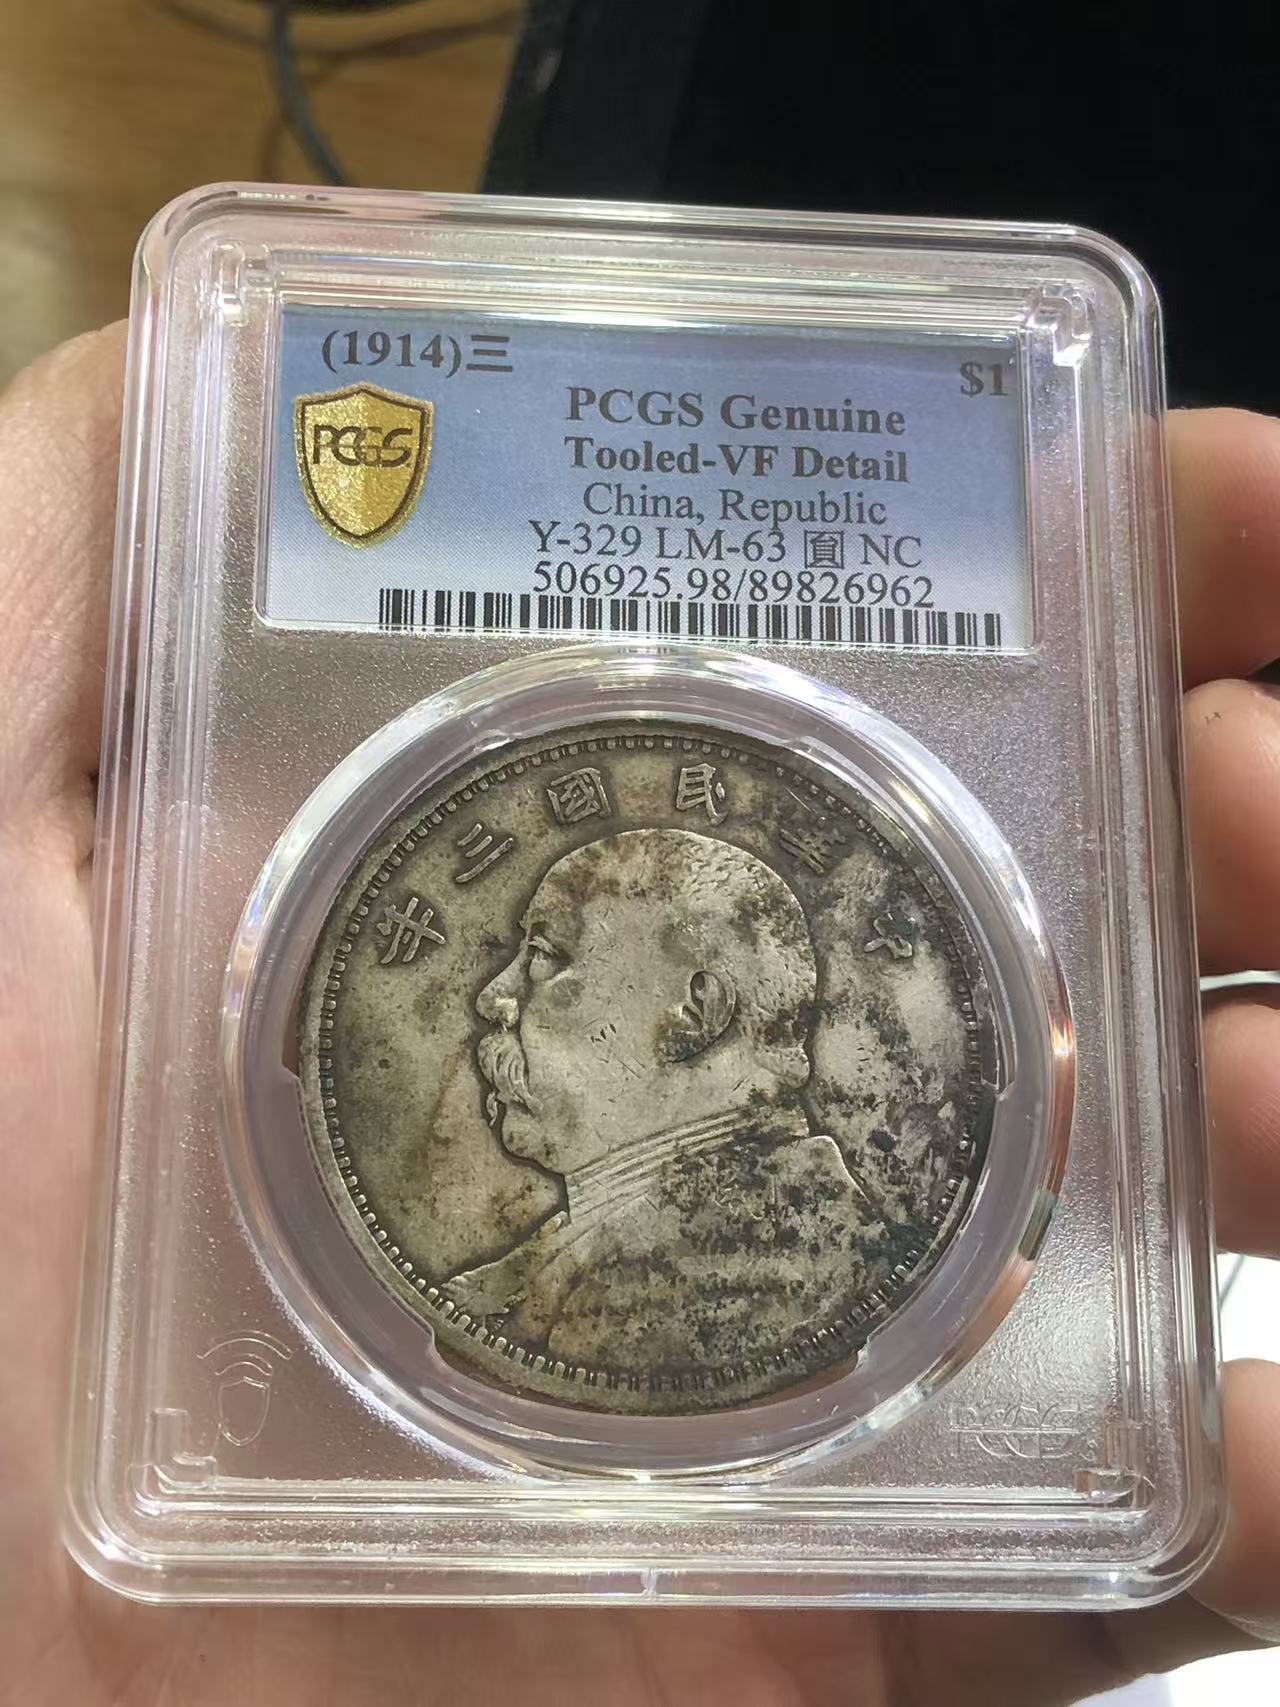 (1914)三
$1
PCGS
PCGS Genuine
Tooled-VF Detail
China, Republic
Y-329 LM-63 圓 NC
506925.98/89826962
中華民國三年
PCGS